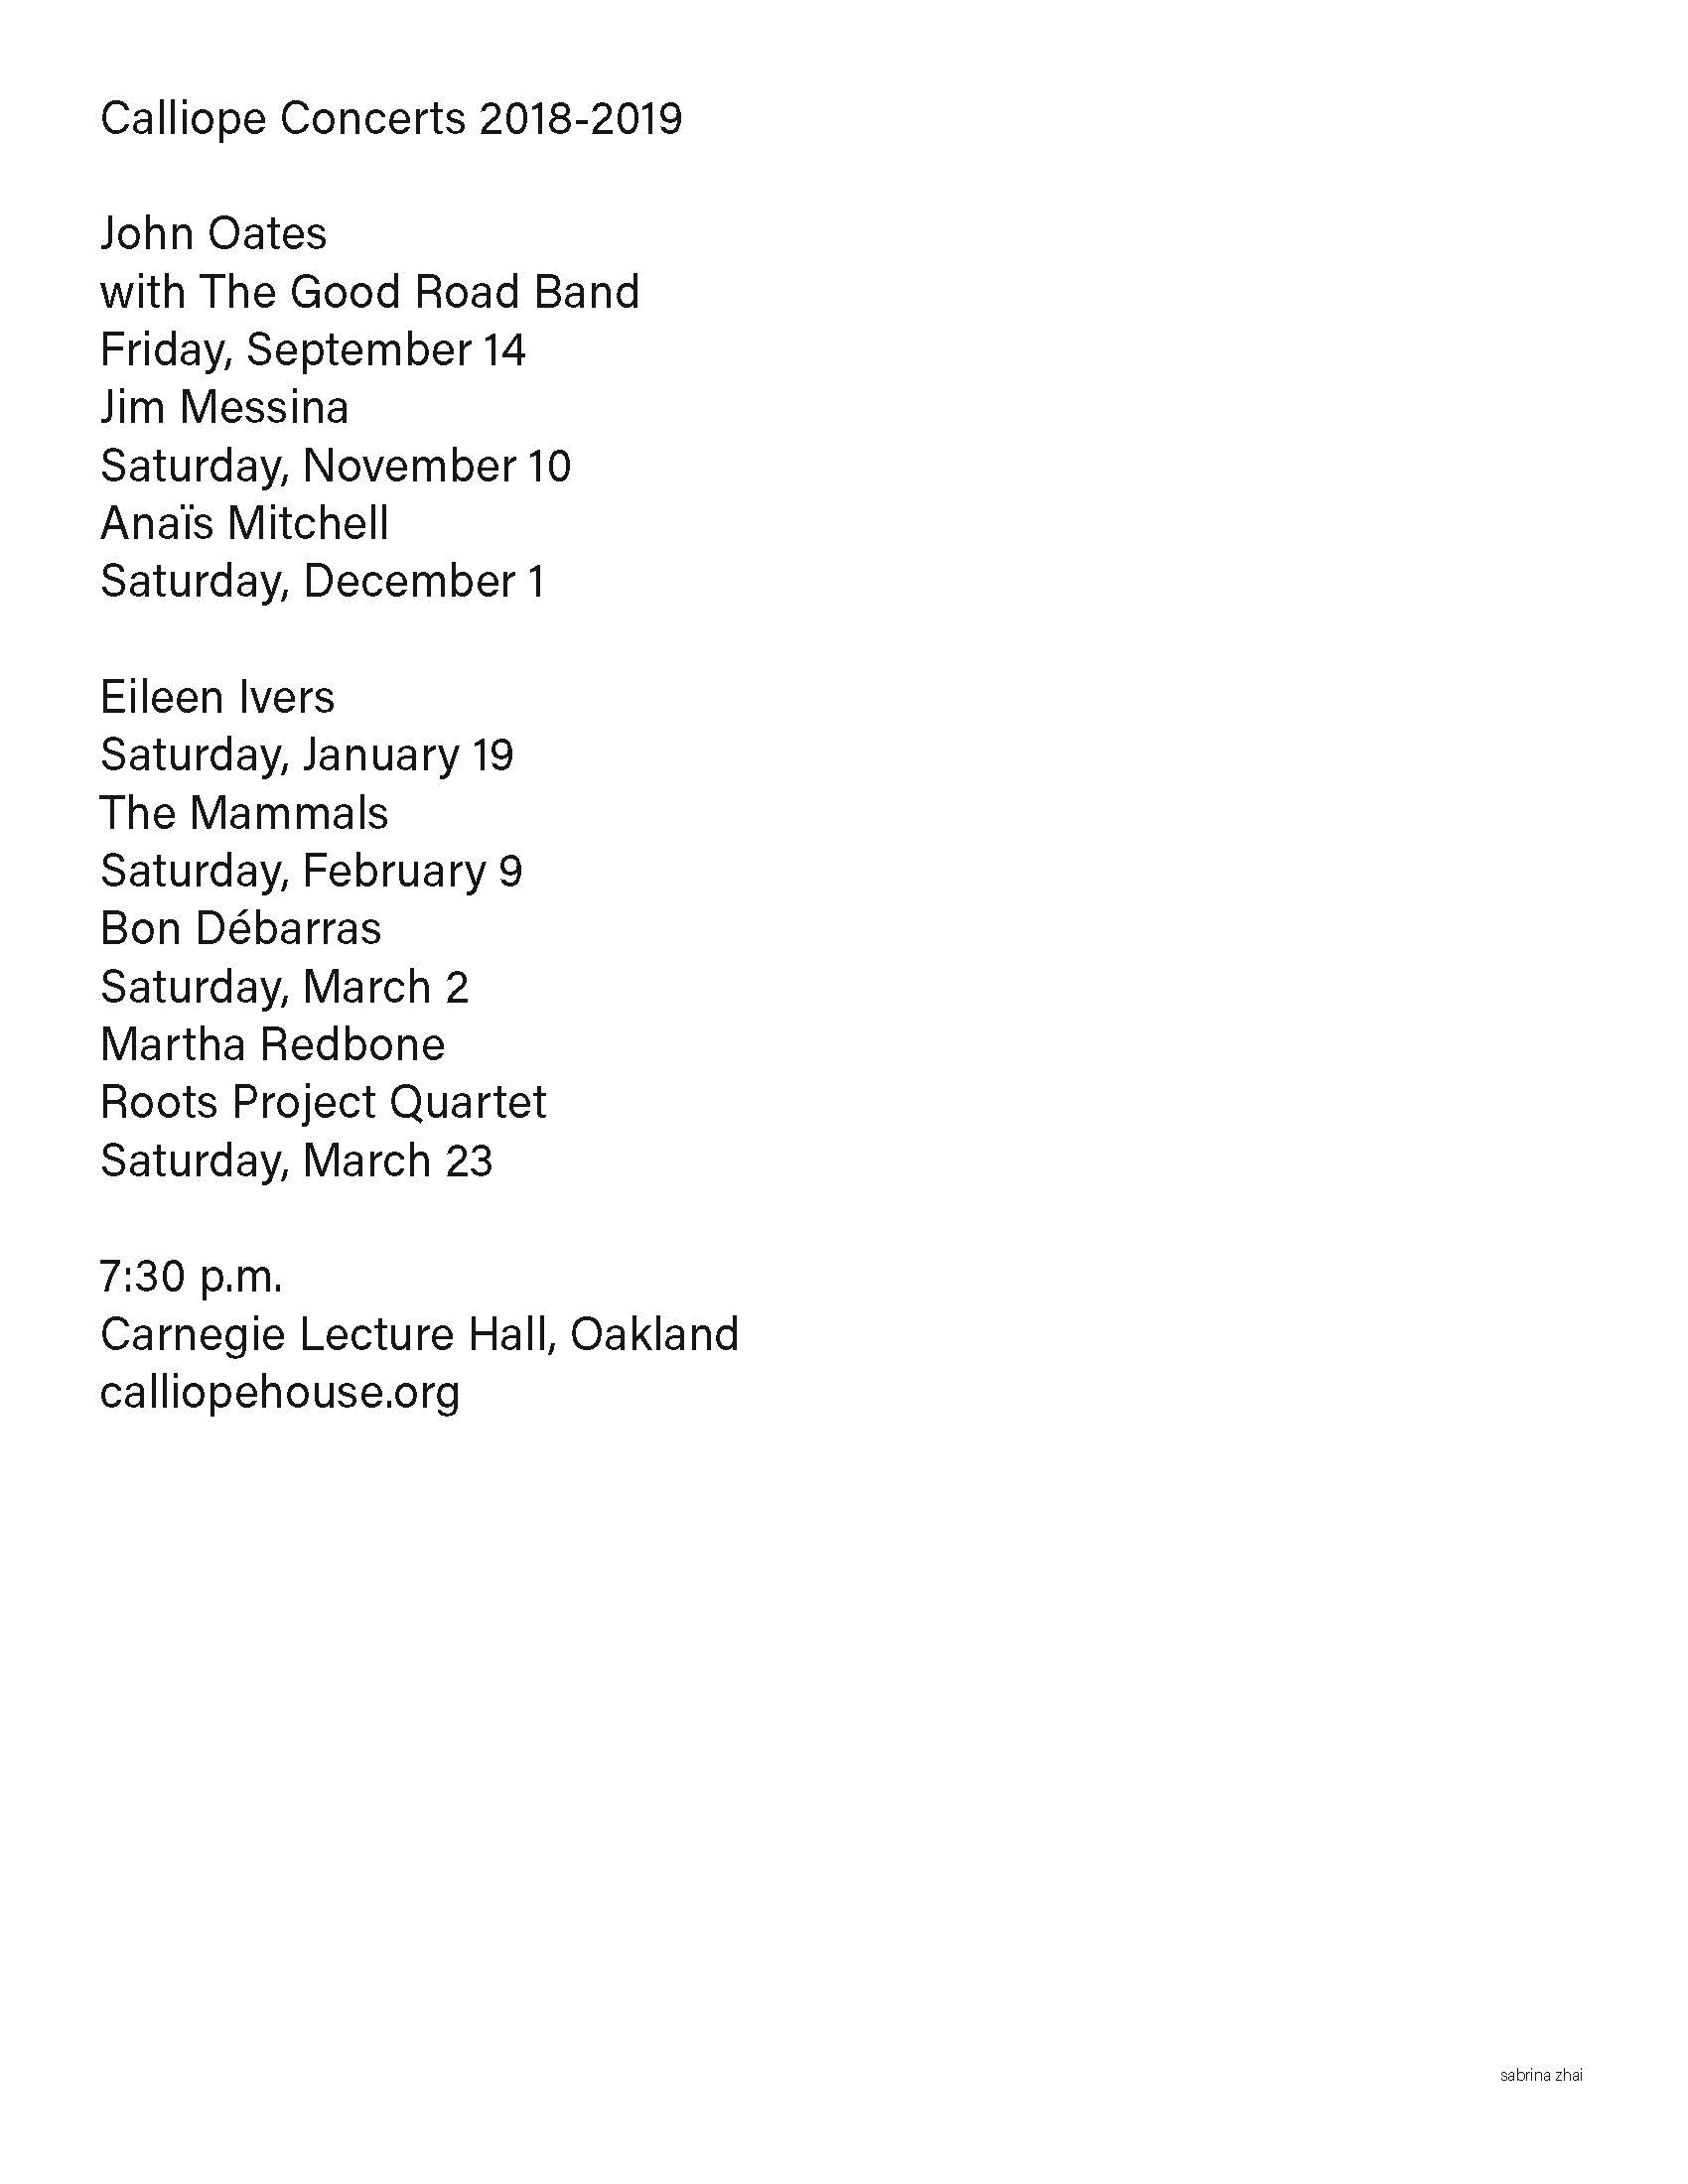 Calliope Concerts 2018-2019
John Oates
with The Good Road Band
Friday, September 14
Jim Messina
Saturday, November 10
Anaïs Mitchell
Saturday, December 1
Eileen Ivers
Saturday, January 19
The Mammals
Saturday, February 9
Bon Débarras
Saturday, March 2
Martha Redbone
Roots Project Quartet
Saturday, March 23
7:30 p.m.
Carnegie Lecture Hall, Oakland
calliopehouse.org
sabrina zhai